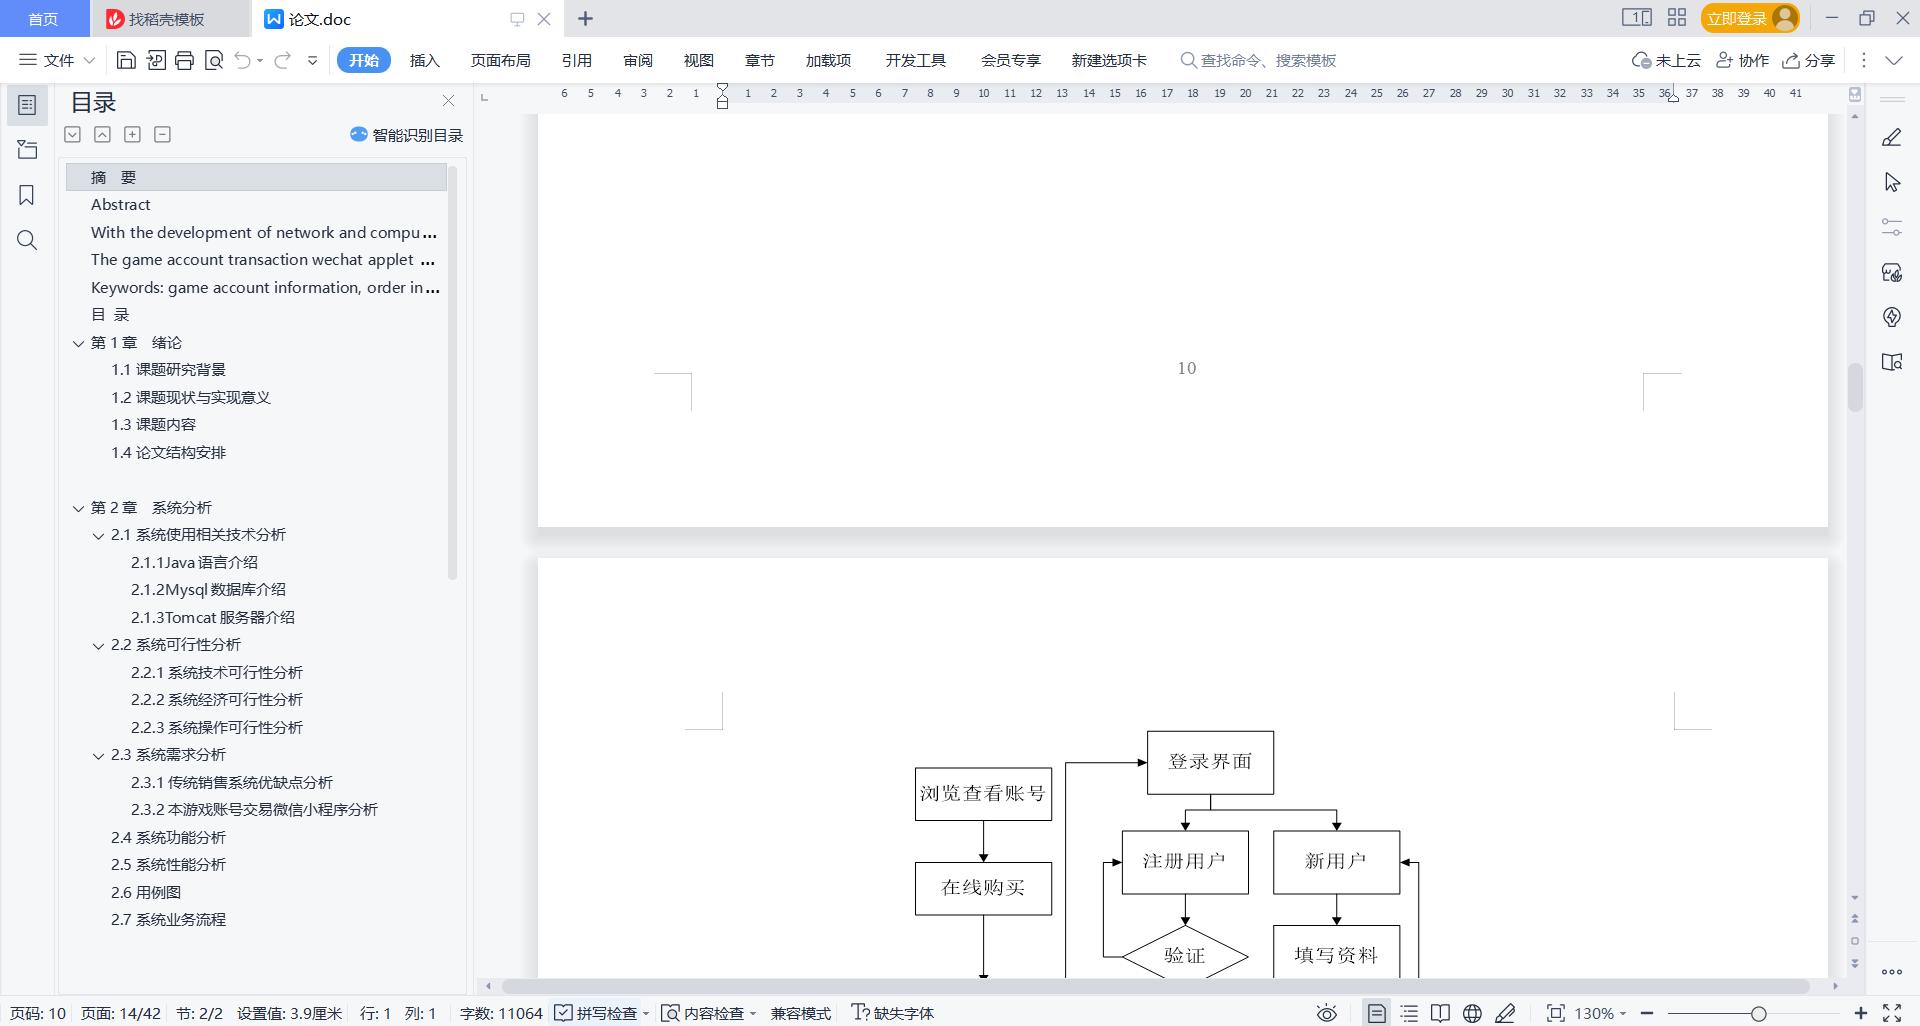 首页 找稻壳模板 论文.doc 立即登录
文件 开始 插入 页面布局 引用 审阅 视图 章节 加载项 开发工具 会员专享 新建选项卡 查找命令、搜索模板 未上云 协作 分享
目录
6 5 4 3 2 1 1 2 3 4 5 6 7 8 9 10 11 12 13 14 15 16 17 18 19 20 21 22 23 24 25 26 27 28 29 30 31 32 33 34 35 36 37 38 39 40 41
智能识别目录
摘 要
Abstract
With the development of network and compu...
The game account transaction wechat applet ...
Keywords: game account information, order in...
目 录
第1章 绪论
1.1 课题研究背景
1.2 课题现状与实现意义
1.3 课题内容
1.4 论文结构安排
第2章 系统分析
2.1 系统使用相关技术分析
2.1.1Java语言介绍
2.1.2Mysql数据库介绍
2.1.3Tomcat服务器介绍
2.2 系统可行性分析
2.2.1 系统技术可行性分析
2.2.2 系统经济可行性分析
2.2.3 系统操作可行性分析
2.3 系统需求分析
2.3.1 传统销售系统优缺点分析
2.3.2 本游戏账号交易微信小程序分析
2.4 系统功能分析
2.5 系统性能分析
2.6 用例图
2.7 系统业务流程
10
登录界面
浏览查看账号
注册用户 新用户
在线购买
验证 填写资料
页码: 10 页面: 14/42 节: 2/2 设置值: 3.9厘米 行: 1 列: 1 字数: 11064 拼写检查 内容检查 兼容模式 缺失字体 130%